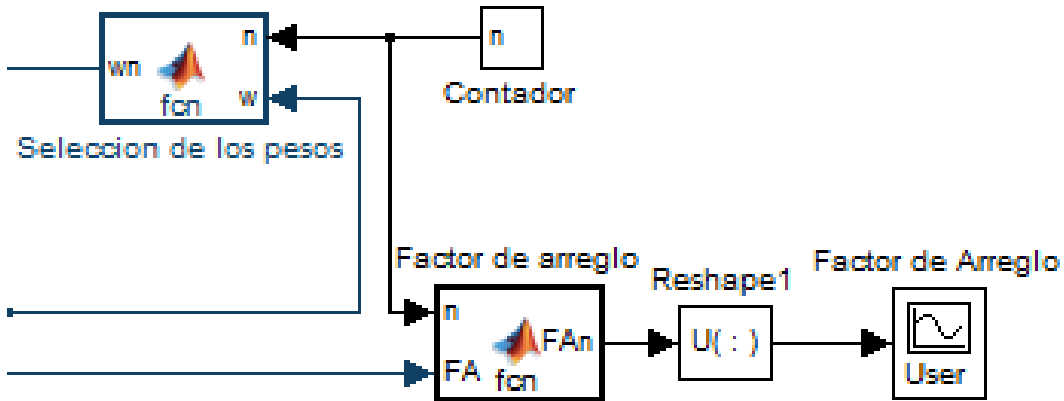 n
n
wn
w
fcn
Contador
Seleccion de los pesos
Factor de arreglo
Reshape1
Factor de Arreglo
n
FAn
U( : )
FA
fcn
User